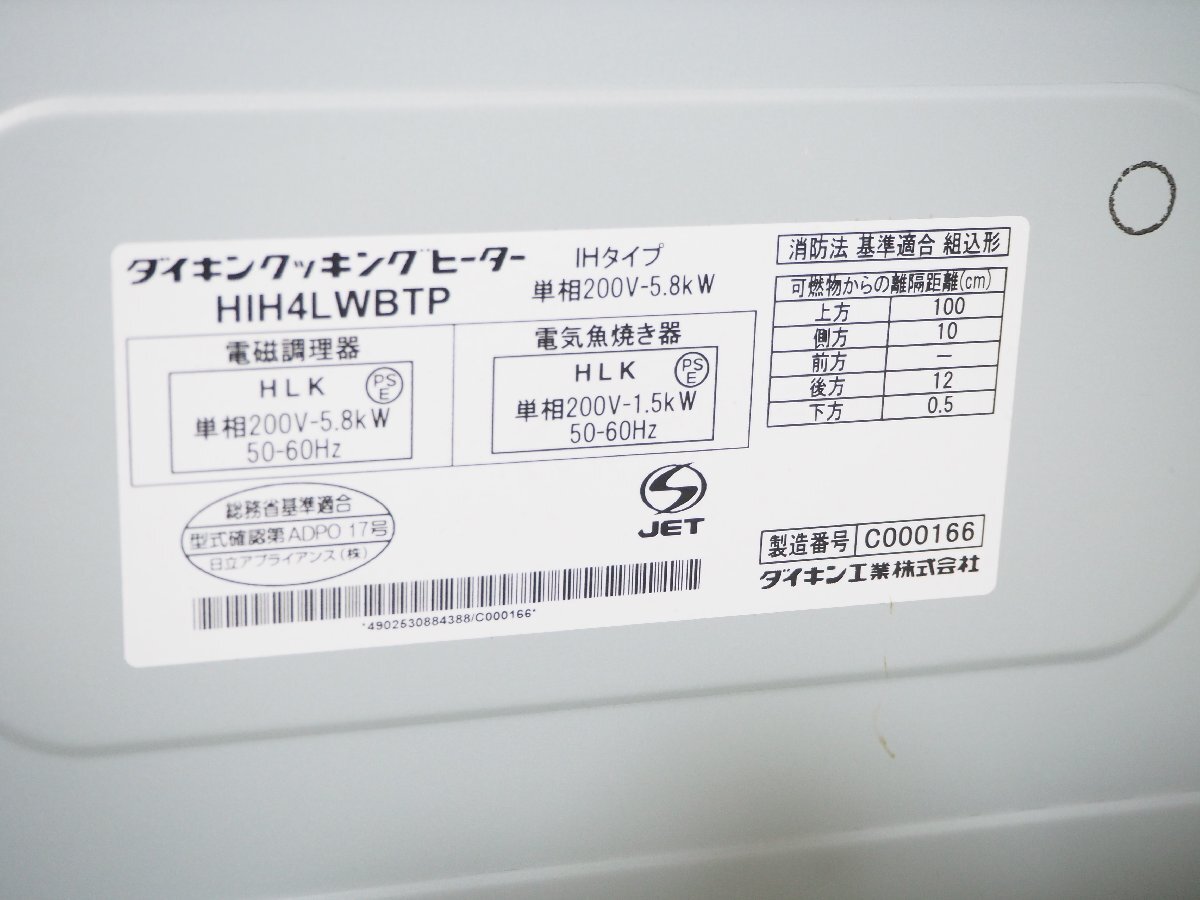 ダイキンクッキングヒーター
HIH4LWBTP
IHタイプ
単相200V-5.8kW
電磁調理器
HLK
PSE
単相200V-5.8kW
50-60Hz
電気魚焼き器
HLK
PSE
単相200V-1.5kW
50-60Hz
消防法 基準適合 組込形
可燃物からの離隔距離(cm)
上方 100
側方 10
前方 −
後方 12
下方 0.5
総務省基準適合
型式確認第ADPO 17号
日立アプライアンス(株)
JET
製造番号 C000166
ダイキン工業株式会社
*4902530884388/C000166*